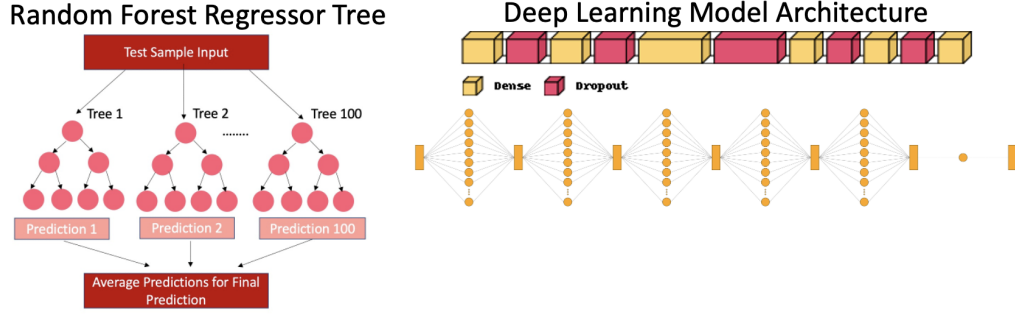 Random Forest Regressor Tree
Test Sample Input
Tree 1
Tree 2
........
Tree 100
Prediction 1
Prediction 2
Prediction 100
Average Predictions for Final
Prediction
Deep Learning Model Architecture
Dense
Dropout